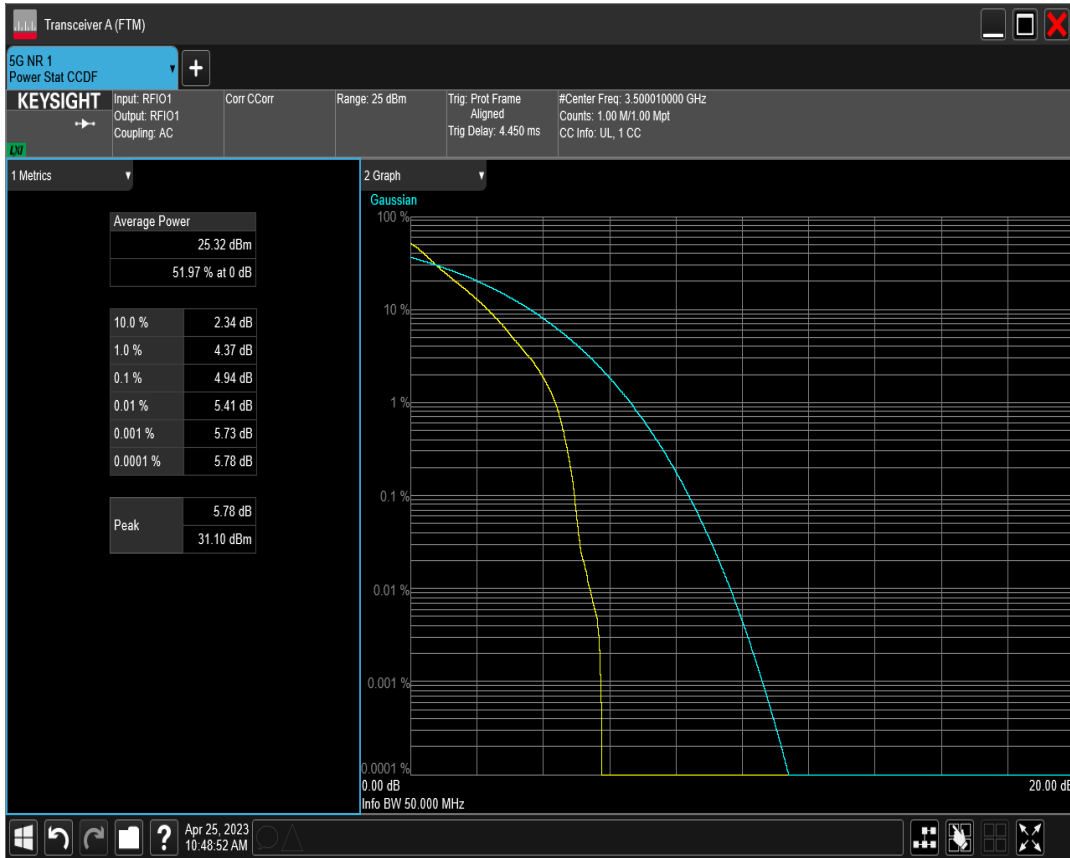 Transceiver A (FTM)
5G NR 1
Power Stat CCDF
+
KEYSIGHT
LXI
Input: RFIO1
Output: RFIO1
Coupling: AC
Corr CCorr
Range: 25 dBm
Trig: Prot Frame
Aligned
Trig Delay: 4.450 ms
#Center Freq: 3.500010000 GHz
Counts: 1.00 M/1.00 Mpt
CC Info: UL, 1 CC
1 Metrics
Average Power
25.32 dBm
51.97 % at 0 dB
10.0 % 2.34 dB
1.0 % 4.37 dB
0.1 % 4.94 dB
0.01 % 5.41 dB
0.001 % 5.73 dB
0.0001 % 5.78 dB
Peak
5.78 dB
31.10 dBm
2 Graph
Gaussian
100 %
10 %
1 %
0.1 %
0.01 %
0.001 %
0.0001 %
0.00 dB 20.00 dB
Info BW 50.000 MHz
?
Apr 25, 2023
10:48:52 AM